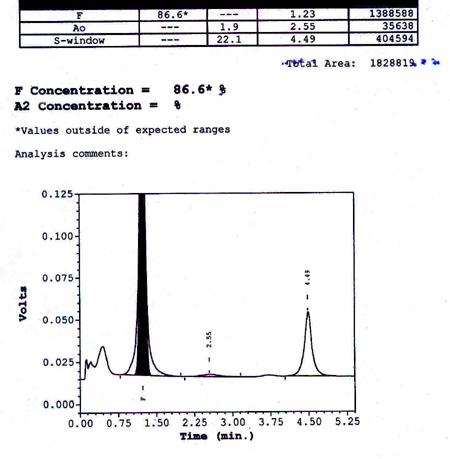 F 86.6* --- 1.23 1388588
Ao --- 1.9 2.55 35638
S-window --- 22.1 4.49 404594
Total Area: 1828819
F Concentration = 86.6* %
A2 Concentration = %
*Values outside of expected ranges
Analysis comments:
0.125
0.100
0.075
0.050
0.025
0.000
Volts
4.49
2.55
F
0.00 0.75 1.50 2.25 3.00 3.75 4.50 5.25
Time (min.)